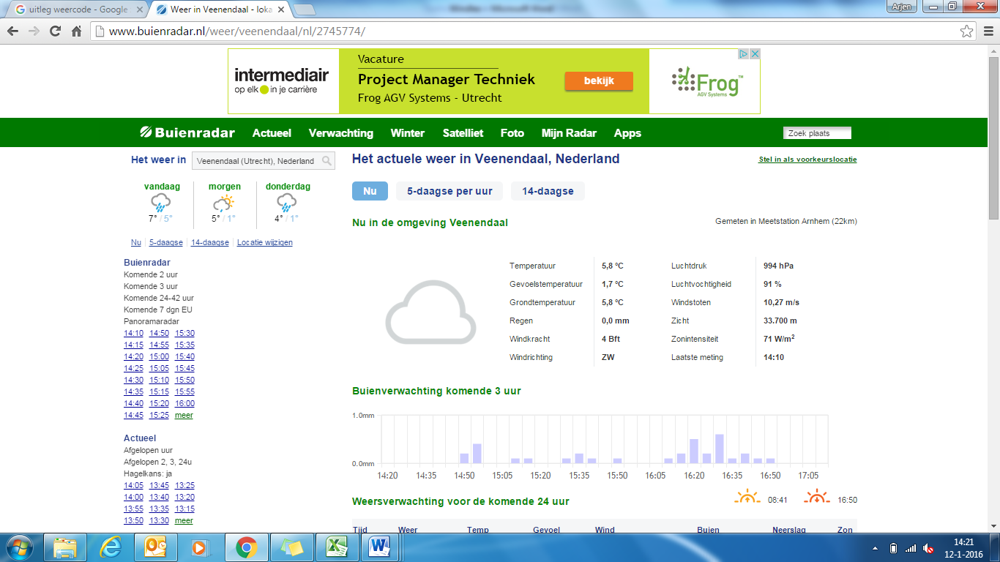 uitleg weercode - Google
Weer in Veenendaal - loka
Arjen
www.buienradar.nl/weer/veenendaal/nl/2745774/
intermediair
op elk in je carrière
Vacature
Project Manager Techniek
Frog AGV Systems - Utrecht
bekijk
Frog™
AGV Systems
Buienradar Actueel Verwachting Winter Satelliet Foto Mijn Radar Apps Zoek plaats
Het weer in Veenendaal (Utrecht), Nederland
vandaag morgen donderdag
7° / 5° 5° / 1° 4° / 1°
Nu 5-daagse 14-daagse Locatie wijzigen
Buienradar
Komende 2 uur
Komende 3 uur
Komende 24-42 uur
Komende 7 dgn EU
Panoramaradar
14:10 14:50 15:30
14:15 14:55 15:35
14:20 15:00 15:40
14:25 15:05 15:45
14:30 15:10 15:50
14:35 15:15 15:55
14:40 15:20 16:00
14:45 15:25 meer
Actueel
Afgelopen uur
Afgelopen 2, 3, 24u
Hagelkans: ja
14:05 13:45 13:25
14:00 13:40 13:20
13:55 13:35 13:15
13:50 13:30 meer
Het actuele weer in Veenendaal, Nederland
Stel in als voorkeurslocatie
Nu 5-daagse per uur 14-daagse
Nu in de omgeving Veenendaal
Gemeten in Meetstation Arnhem (22km)
Temperatuur 5,8 °C Luchtdruk 994 hPa
Gevoelstemperatuur 1,7 °C Luchtvochtigheid 91 %
Grondtemperatuur 5,8 °C Windstoten 10,27 m/s
Regen 0,0 mm Zicht 33.700 m
Windkracht 4 Bft Zonintensiteit 71 W/m²
Windrichting ZW Laatste meting 14:10
Buienverwachting komende 3 uur
1.0mm
0.0mm
14:20 14:35 14:50 15:05 15:20 15:35 15:50 16:05 16:20 16:35 16:50 17:05
Weersverwachting voor de komende 24 uur
08:41 16:50
Tijd Weer Temp Gevoel Wind Buien Neerslag Zon
14:21
12-1-2016